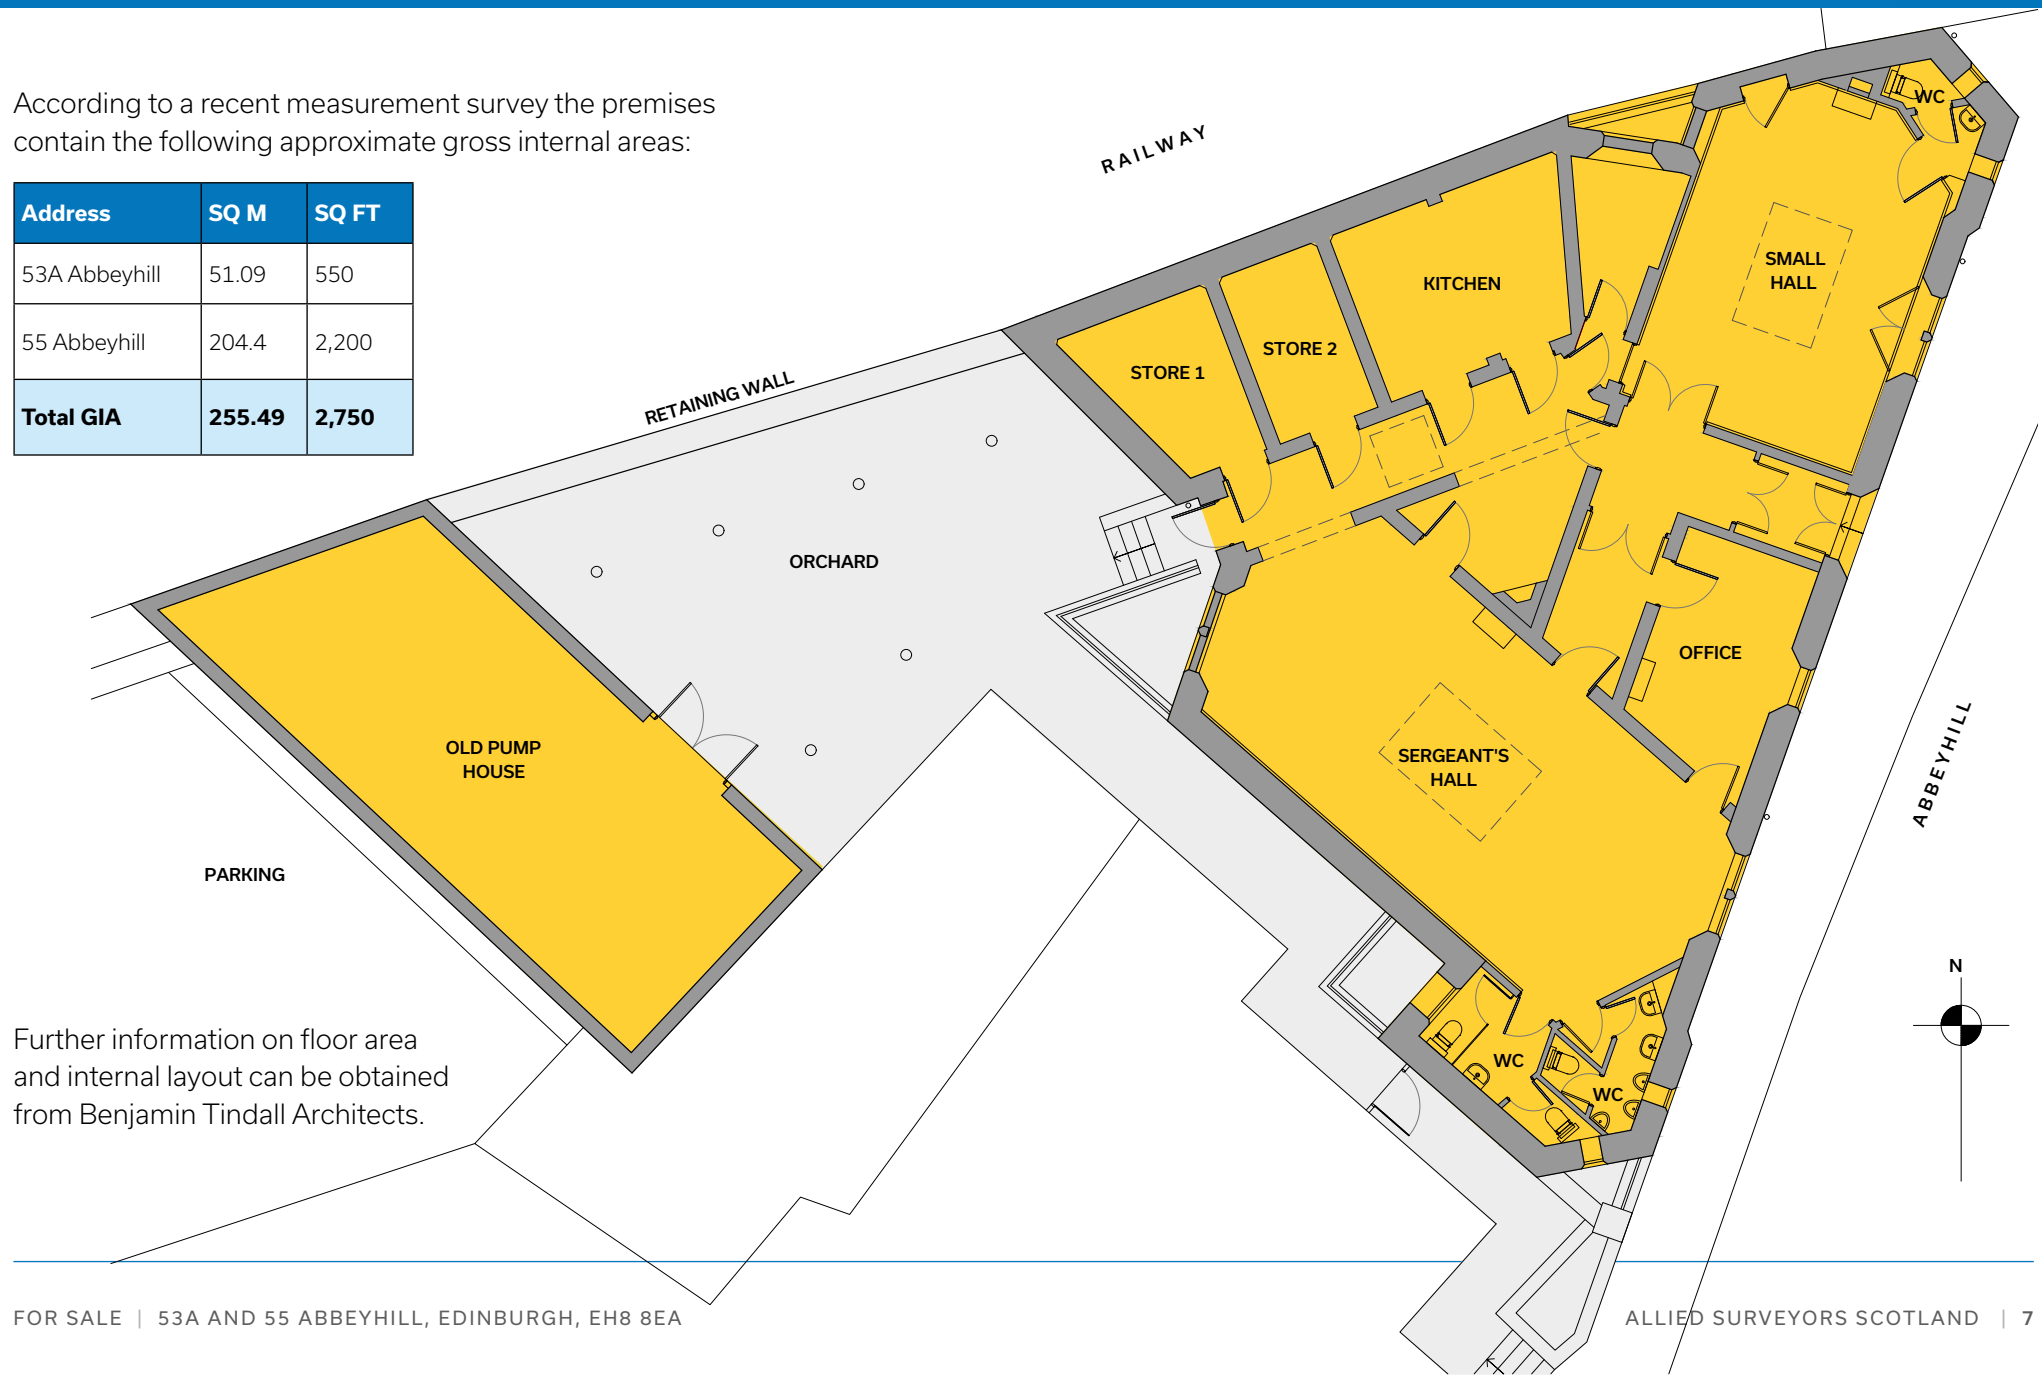 According to a recent measurement survey the premises
contain the following approximate gross internal areas:
Address SQ M SQ FT
53A Abbeyhill 51.09 550
55 Abbeyhill 204.4 2,200
Total GIA 255.49 2,750
RAILWAY
WC
SMALL
HALL
KITCHEN
STORE 2
STORE 1
RETAINING WALL
ORCHARD
OFFICE
OLD PUMP
HOUSE
SERGEANT'S
HALL
ABBEYHILL
PARKING
N
WC
WC
Further information on floor area
and internal layout can be obtained
from Benjamin Tindall Architects.
FOR SALE | 53A AND 55 ABBEYHILL, EDINBURGH, EH8 8EA
ALLIED SURVEYORS SCOTLAND | 7